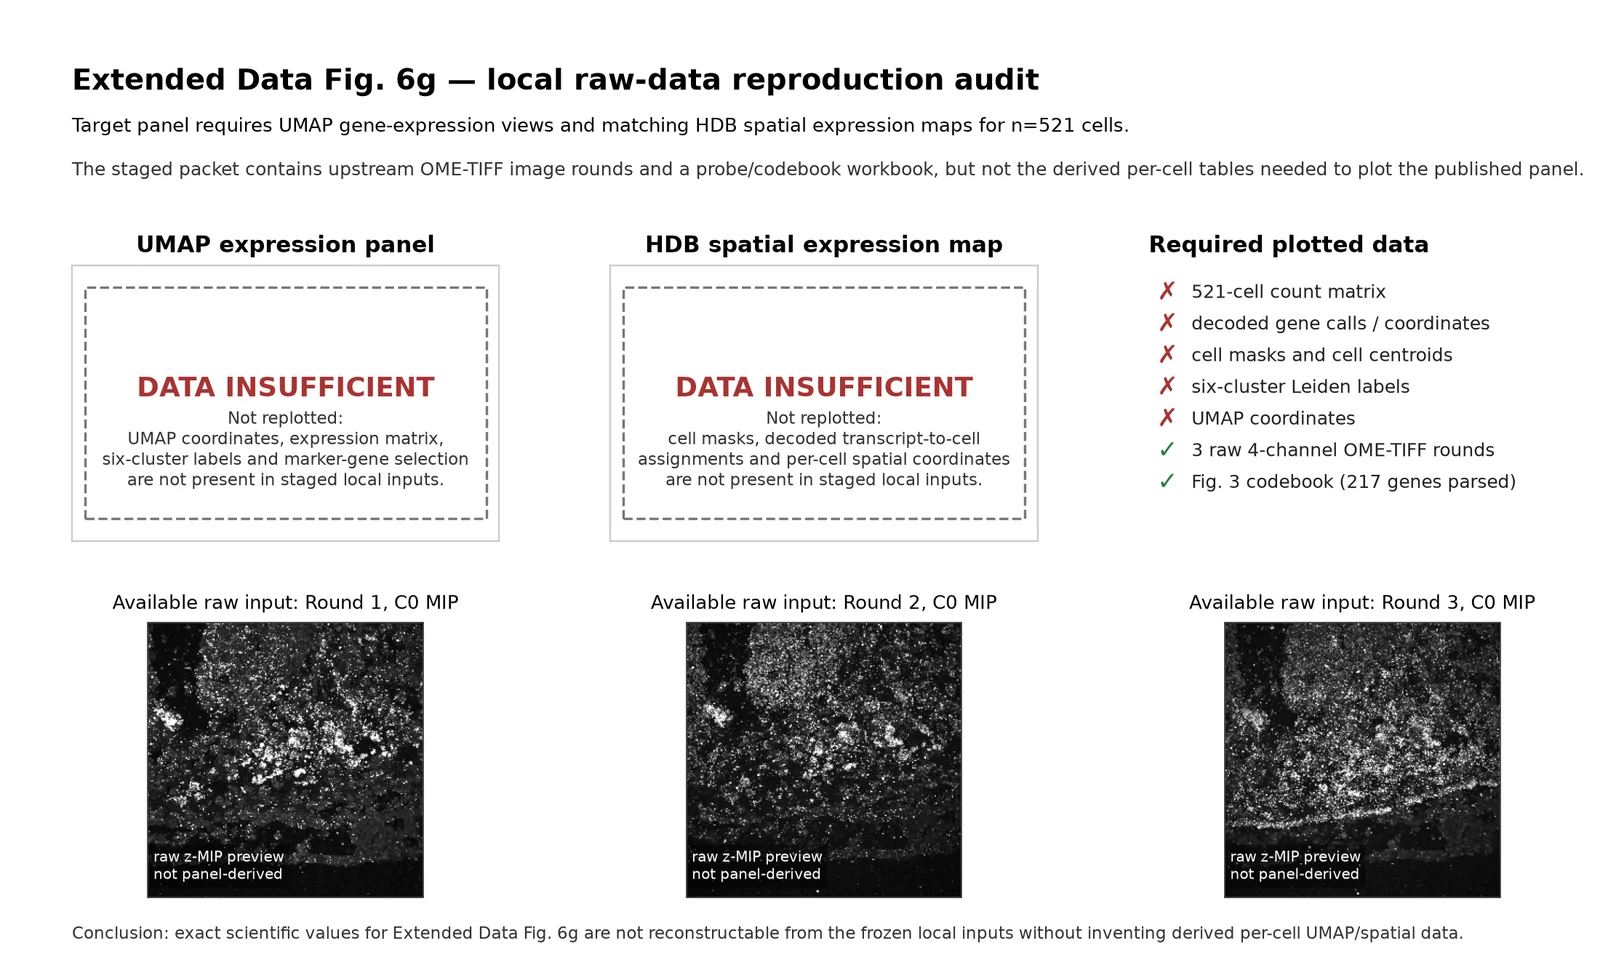 Extended Data Fig. 6g — local raw-data reproduction audit
Target panel requires UMAP gene-expression views and matching HDB spatial expression maps for n=521 cells.
The staged packet contains upstream OME-TIFF image rounds and a probe/codebook workbook, but not the derived per-cell tables needed to plot the published panel.
UMAP expression panel
DATA INSUFFICIENT
Not replotted:
UMAP coordinates, expression matrix,
six-cluster labels and marker-gene selection
are not present in staged local inputs.
HDB spatial expression map
DATA INSUFFICIENT
Not replotted:
cell masks, decoded transcript-to-cell
assignments and per-cell spatial coordinates
are not present in staged local inputs.
Required plotted data
✗ 521-cell count matrix
✗ decoded gene calls / coordinates
✗ cell masks and cell centroids
✗ six-cluster Leiden labels
✗ UMAP coordinates
✓ 3 raw 4-channel OME-TIFF rounds
✓ Fig. 3 codebook (217 genes parsed)
Available raw input: Round 1, C0 MIP
raw z-MIP preview
not panel-derived
Available raw input: Round 2, C0 MIP
raw z-MIP preview
not panel-derived
Available raw input: Round 3, C0 MIP
raw z-MIP preview
not panel-derived
Conclusion: exact scientific values for Extended Data Fig. 6g are not reconstructable from the frozen local inputs without inventing derived per-cell UMAP/spatial data.